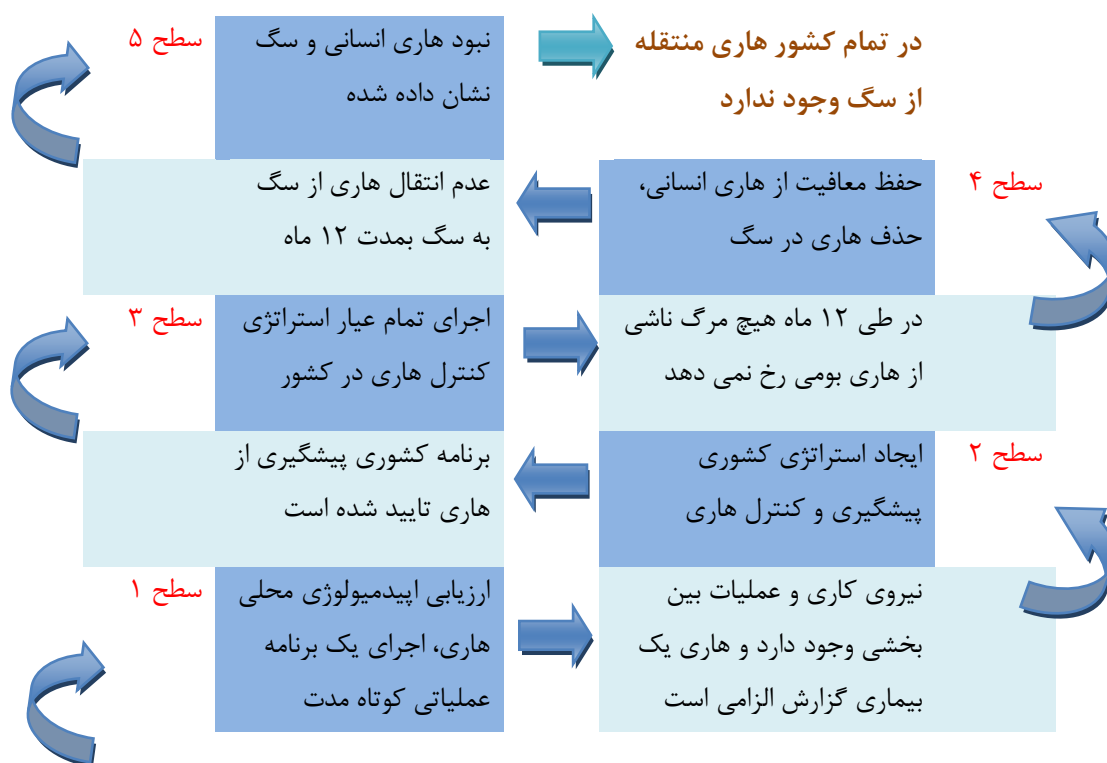 در تمام کشور هاری منتقله
از سگ وجود ندارد
نبود هاری انسانی و سگ
نشان داده شده
سطح ۵
سطح ۴
حفظ معافیت از هاری انسانی،
حذف هاری در سگ
عدم انتقال هاری از سگ
به سگ بمدت ۱۲ ماه
در طی ۱۲ ماه هیچ مرگ ناشی
از هاری بومی رخ نمی دهد
اجرای تمام عیار استراتژی
کنترل هاری در کشور
سطح ۳
سطح ۲
ایجاد استراتژی کشوری
پیشگیری و کنترل هاری
برنامه کشوری پیشگیری از
هاری تایید شده است
نیروی کاری و عملیات بین
بخشی وجود دارد و هاری یک
بیماری گزارش الزامی است
ارزیابی اپیدمیولوژی محلی
هاری، اجرای یک برنامه
عملیاتی کوتاه مدت
سطح ۱